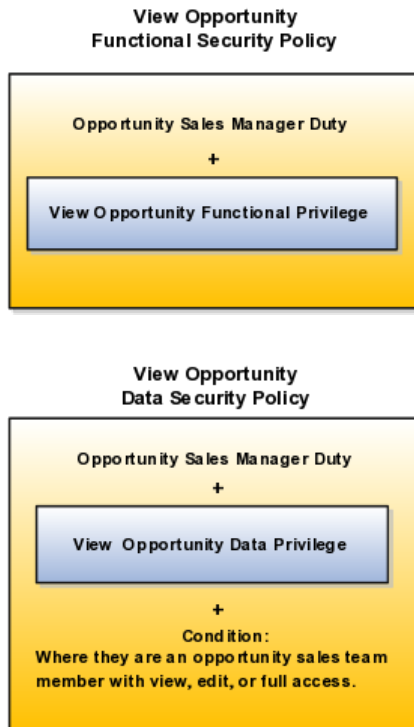 View Opportunity
Functional Security Policy
Opportunity Sales Manager Duty
+
View Opportunity Functional Privilege
View Opportunity
Data Security Policy
Opportunity Sales Manager Duty
+
View Opportunity Data Privilege
+
Condition:
Where they are an opportunity sales team
member with view, edit, or full access.